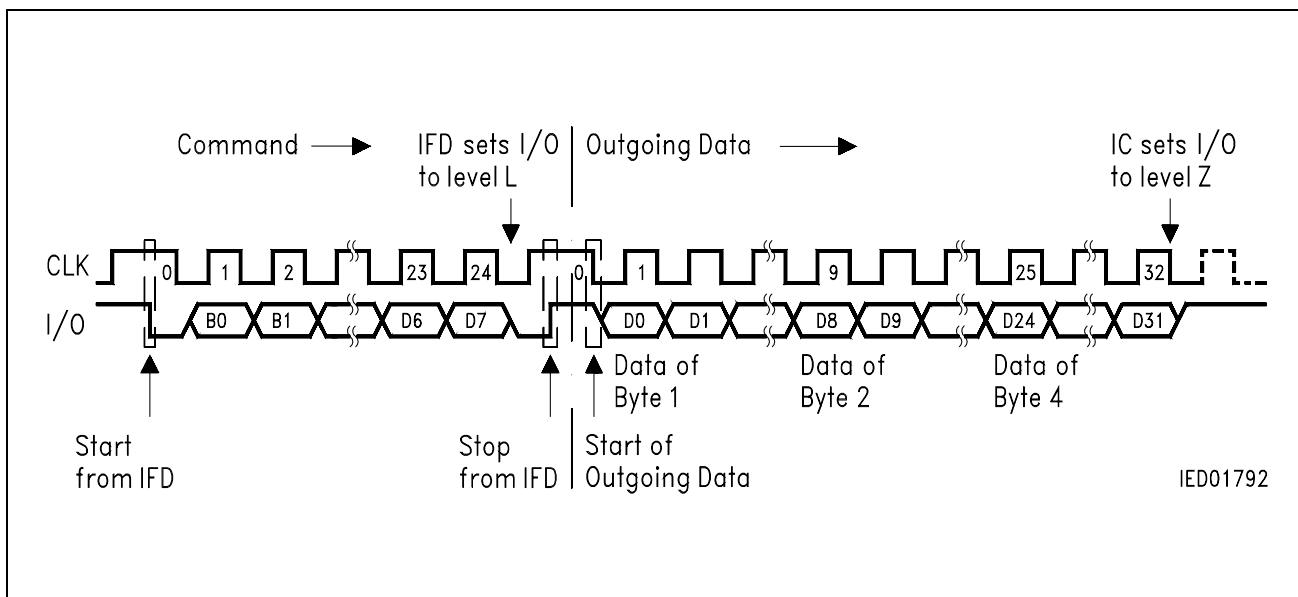 Command
IFD sets I/O
to level L
Outgoing Data
IC sets I/O
to level Z
CLK
0 1 2 23 24 0 1 9 25 32
I/O
B0 B1 D6 D7 D0 D1 D8 D9 D24 D31
Data of
Byte 1
Data of
Byte 2
Data of
Byte 4
Start
from IFD
Stop
from IFD
Start of
Outgoing Data
IED01792